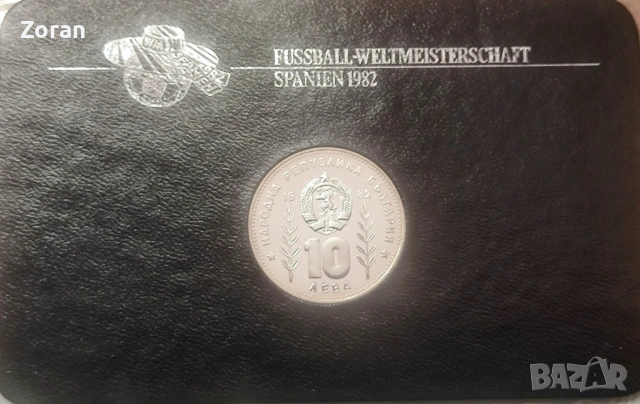 Zoran
FUSSBALL-WELTMEISTERSCHAFT
SPANIEN 1982
НАРОДНА РЕПУБЛИКА БЪЛГАРИЯ
10
ЛЕВА
BAZAR